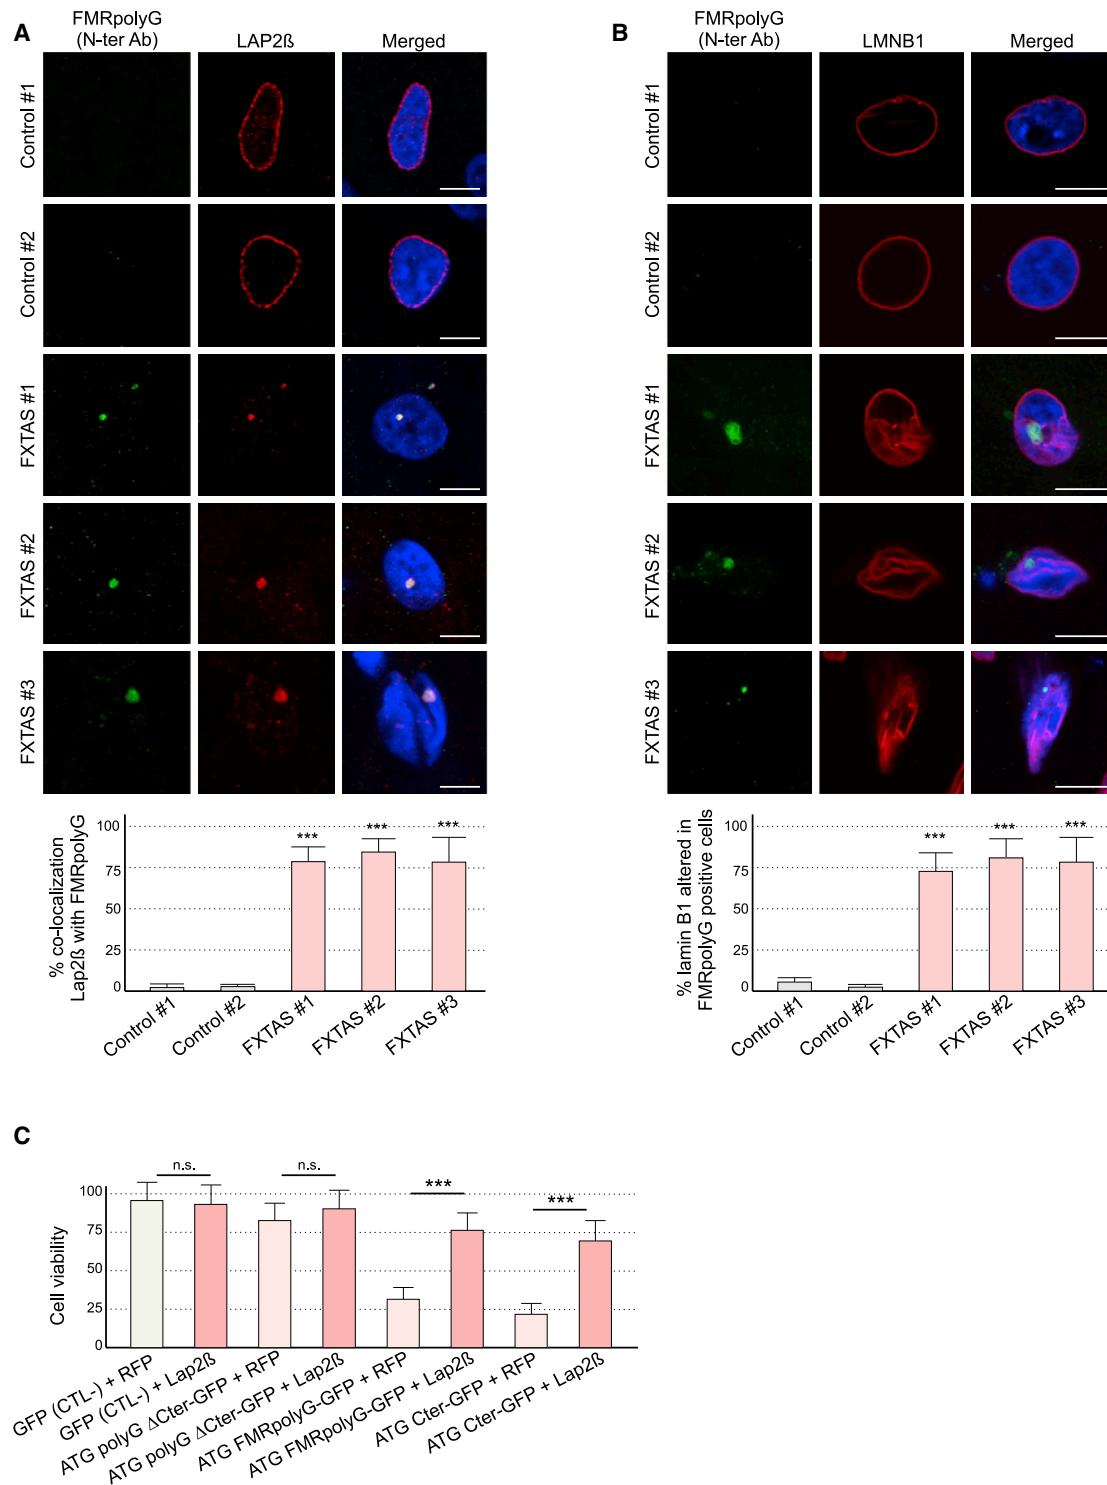 A
FMRpolyG
(N-ter Ab)
LAP2ß
Merged
Control #1
Control #2
FXTAS #1
FXTAS #2
FXTAS #3
% co-localization
Lap2ß with FMRpolyG
100
75
50
25
0
***
***
***
Control #1
Control #2
FXTAS #1
FXTAS #2
FXTAS #3
B
FMRpolyG
(N-ter Ab)
LMNB1
Merged
Control #1
Control #2
FXTAS #1
FXTAS #2
FXTAS #3
% lamin B1 altered in
FMRpolyG positive cells
100
75
50
25
0
***
***
***
Control #1
Control #2
FXTAS #1
FXTAS #2
FXTAS #3
C
Cell viability
100
75
50
25
0
n.s.
n.s.
***
***
GFP (CTL-) + RFP
GFP (CTL-) + Lap2ß
ATG polyG ΔCter-GFP + RFP
ATG polyG ΔCter-GFP + Lap2ß
ATG FMRpolyG-GFP + RFP
ATG FMRpolyG-GFP + Lap2ß
ATG Cter-GFP + RFP
ATG Cter-GFP + Lap2ß